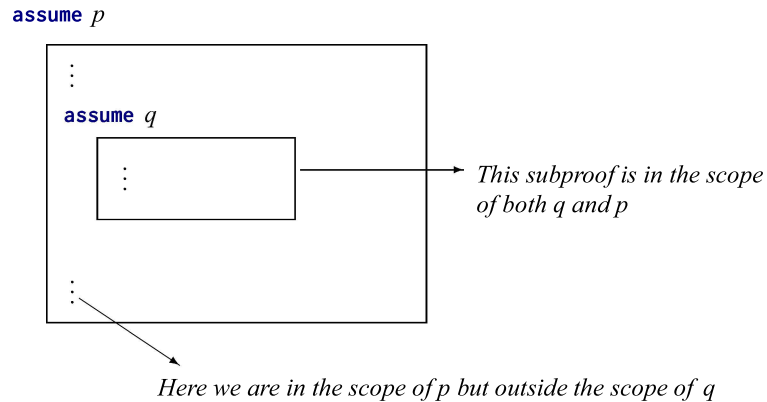 assume p
assume q
This subproof is in the scope
of both q and p
Here we are in the scope of p but outside the scope of q